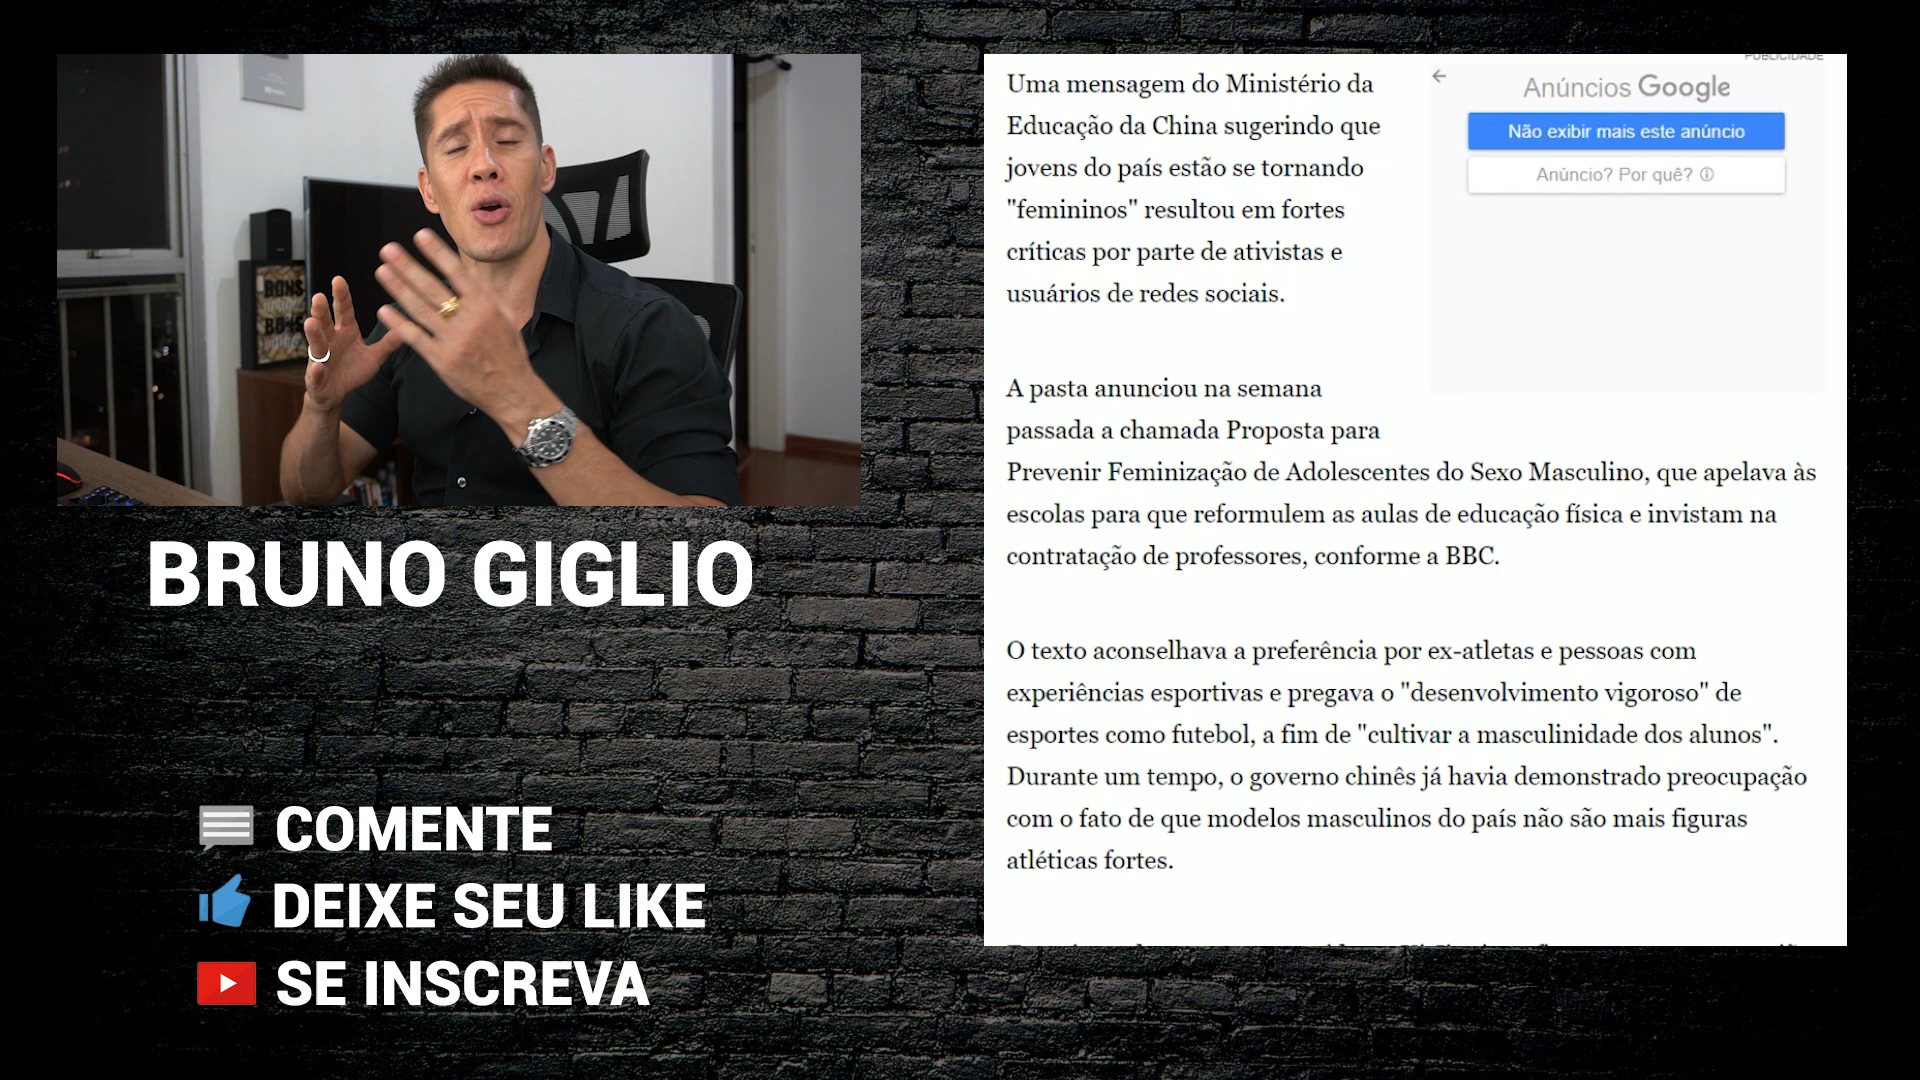 BONS
BRUNO GIGLIO
COMENTE
DEIXE SEU LIKE
SE INSCREVA
PUBLICIDADE
Anúncios Google
Não exibir mais este anúncio
Anúncio? Por quê?
Uma mensagem do Ministério da
Educação da China sugerindo que
jovens do país estão se tornando
"femininos" resultou em fortes
críticas por parte de ativistas e
usuários de redes sociais.
A pasta anunciou na semana
passada a chamada Proposta para
Prevenir Feminização de Adolescentes do Sexo Masculino, que apelava às
escolas para que reformulem as aulas de educação física e invistam na
contratação de professores, conforme a BBC.
O texto aconselhava a preferência por ex-atletas e pessoas com
experiências esportivas e pregava o "desenvolvimento vigoroso" de
esportes como futebol, a fim de "cultivar a masculinidade dos alunos".
Durante um tempo, o governo chinês já havia demonstrado preocupação
com o fato de que modelos masculinos do país não são mais figuras
atléticas fortes.